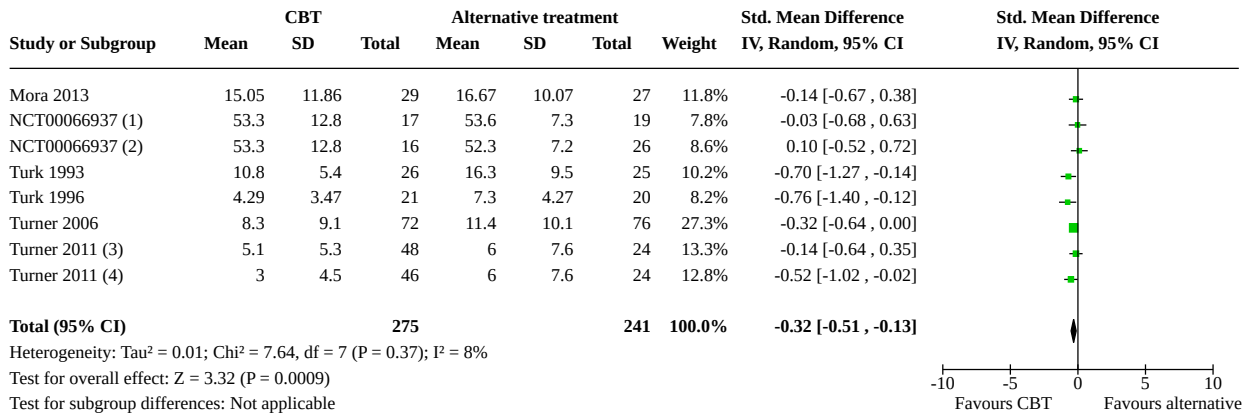 CBT Alternative treatment Std. Mean Difference Std. Mean Difference
Study or Subgroup Mean SD Total Mean SD Total Weight IV, Random, 95% CI IV, Random, 95% CI
Mora 2013 15.05 11.86 29 16.67 10.07 27 11.8% -0.14 [-0.67 , 0.38]
NCT00066937 (1) 53.3 12.8 17 53.6 7.3 19 7.8% -0.03 [-0.68 , 0.63]
NCT00066937 (2) 53.3 12.8 16 52.3 7.2 26 8.6% 0.10 [-0.52 , 0.72]
Turk 1993 10.8 5.4 26 16.3 9.5 25 10.2% -0.70 [-1.27 , -0.14]
Turk 1996 4.29 3.47 21 7.3 4.27 20 8.2% -0.76 [-1.40 , -0.12]
Turner 2006 8.3 9.1 72 11.4 10.1 76 27.3% -0.32 [-0.64 , 0.00]
Turner 2011 (3) 5.1 5.3 48 6 7.6 24 13.3% -0.14 [-0.64 , 0.35]
Turner 2011 (4) 3 4.5 46 6 7.6 24 12.8% -0.52 [-1.02 , -0.02]
Total (95% CI) 275 241 100.0% -0.32 [-0.51 , -0.13]
Heterogeneity: Tau² = 0.01; Chi² = 7.64, df = 7 (P = 0.37); I² = 8%
Test for overall effect: Z = 3.32 (P = 0.0009)
Test for subgroup differences: Not applicable
-10 -5 0 5 10
Favours CBT Favours alternative